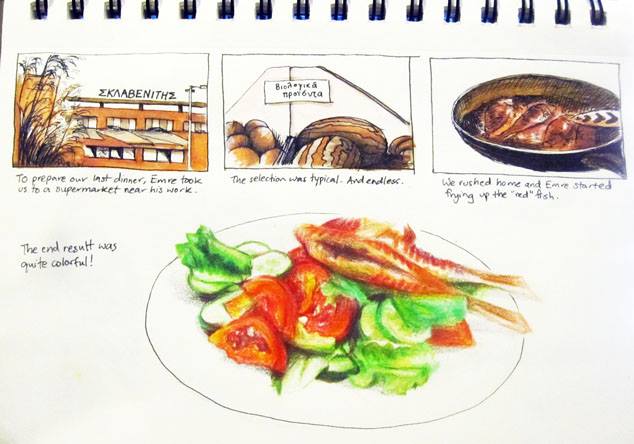 ΣΚΛΑΒΕΝΙΤΗΣ
To prepare our last dinner, Emre took
us to a supermarket near his work.
Βιολογικά
προϊόντα
The selection was typical. And endless.
We rushed home and Emre started
frying up the "red" fish.
The end result was
quite colorful!